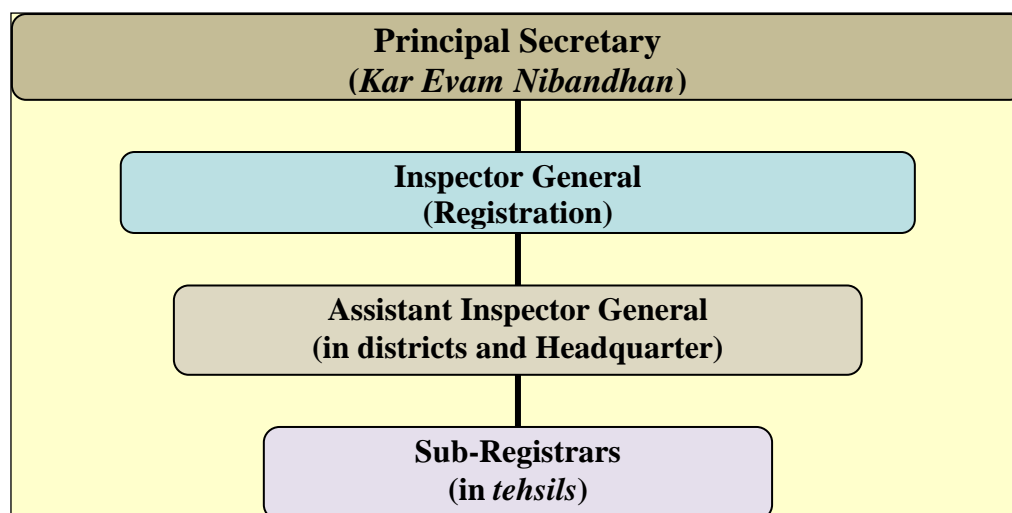 Principal Secretary
(Kar Evam Nibandhan)
Inspector General
(Registration)
Assistant Inspector General
(in districts and Headquarter)
Sub-Registrars
(in tehsils)